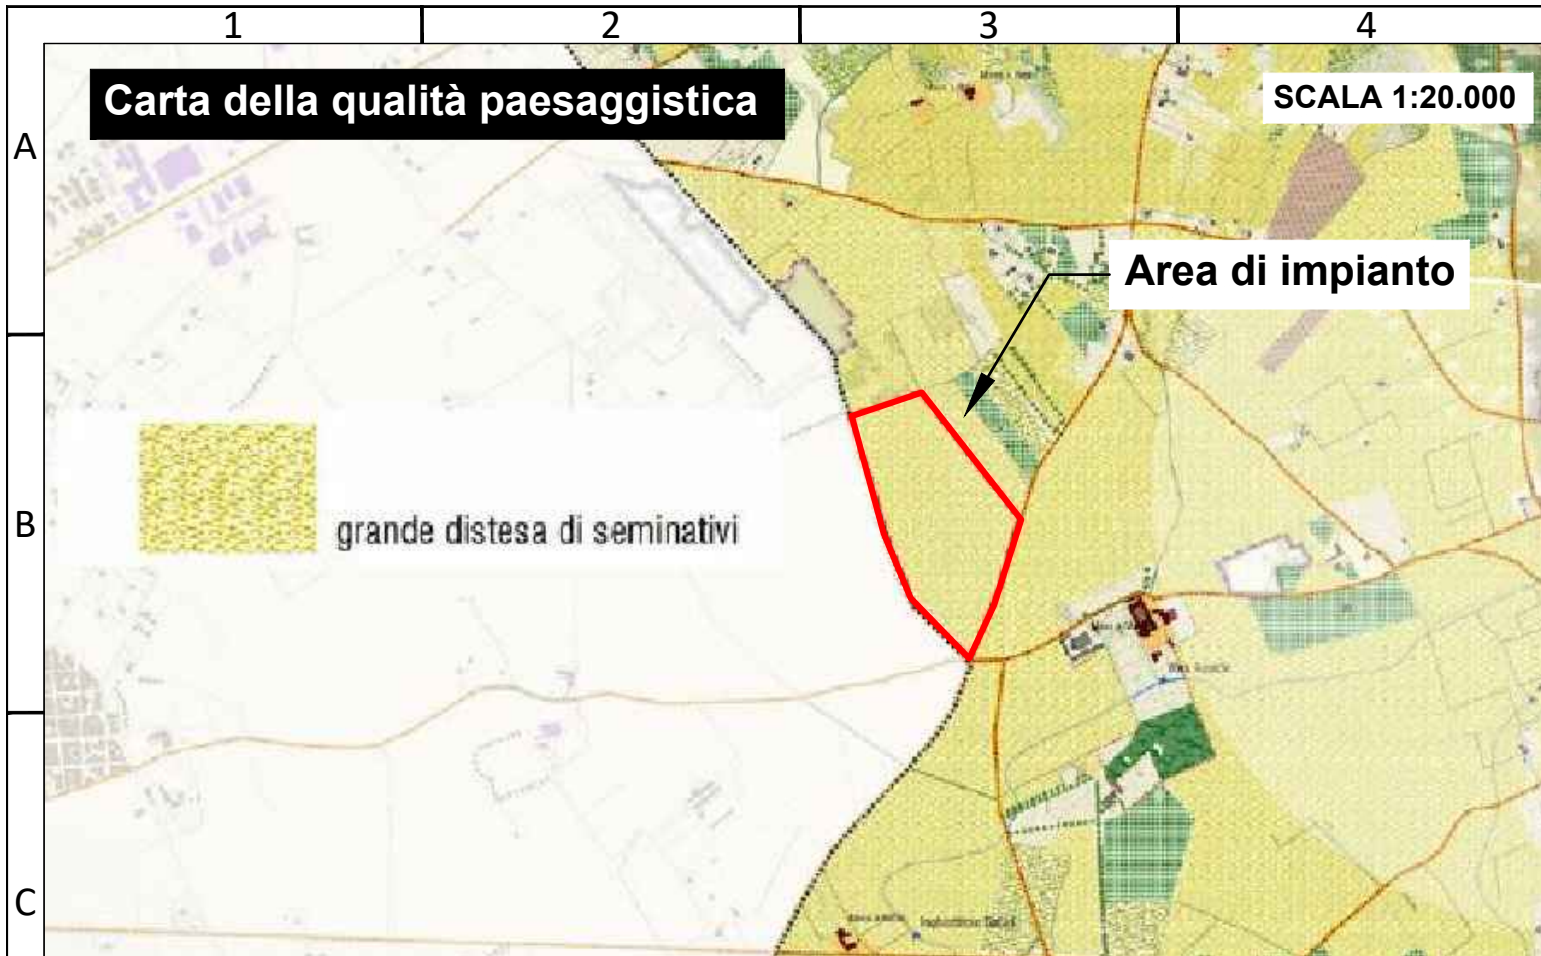 1 2 3 4
Carta della qualità paesaggistica
SCALA 1:20.000
A
Area di impianto
B
grande distesa di seminativi
C